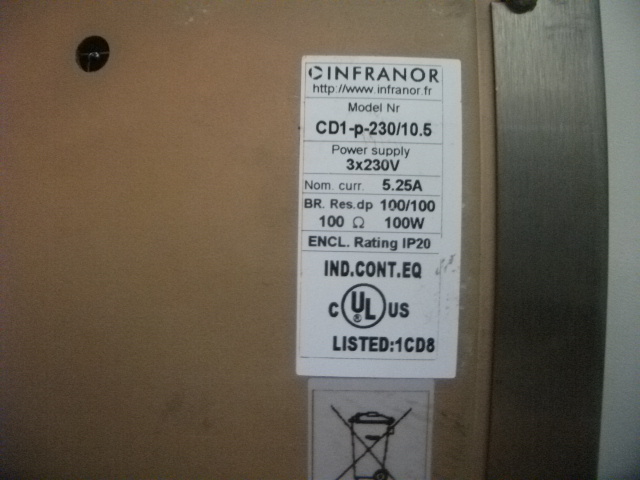 INFRANOR
http://www.infranor.fr
Model Nr
CD1-p-230/10.5
Power supply
3x230V
Nom. curr. 5.25A
BR. Res.dp 100/100
100 Ω 100W
ENCL. Rating IP20
IND.CONT.EQ
C UL US
LISTED:1CD8